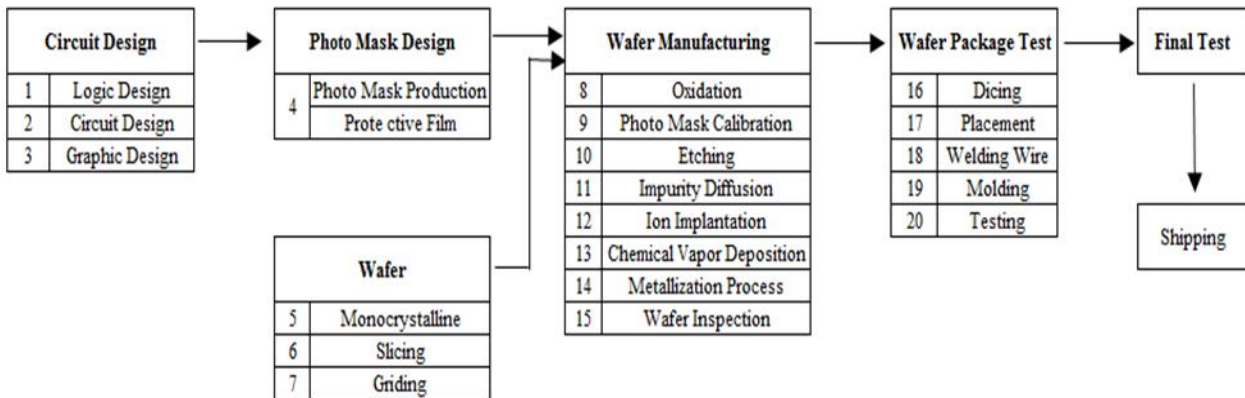 Circuit Design
1 Logic Design
2 Circuit Design
3 Graphic Design
Photo Mask Design
4 Photo Mask Production
Prote ctive Film
Wafer
5 Monocrystalline
6 Slicing
7 Griding
Wafer Manufacturing
8 Oxidation
9 Photo Mask Calibration
10 Etching
11 Impurity Diffusion
12 Ion Implantation
13 Chemical Vapor Deposition
14 Metallization Process
15 Wafer Inspection
Wafer Package Test
16 Dicing
17 Placement
18 Welding Wire
19 Molding
20 Testing
Final Test
Shipping